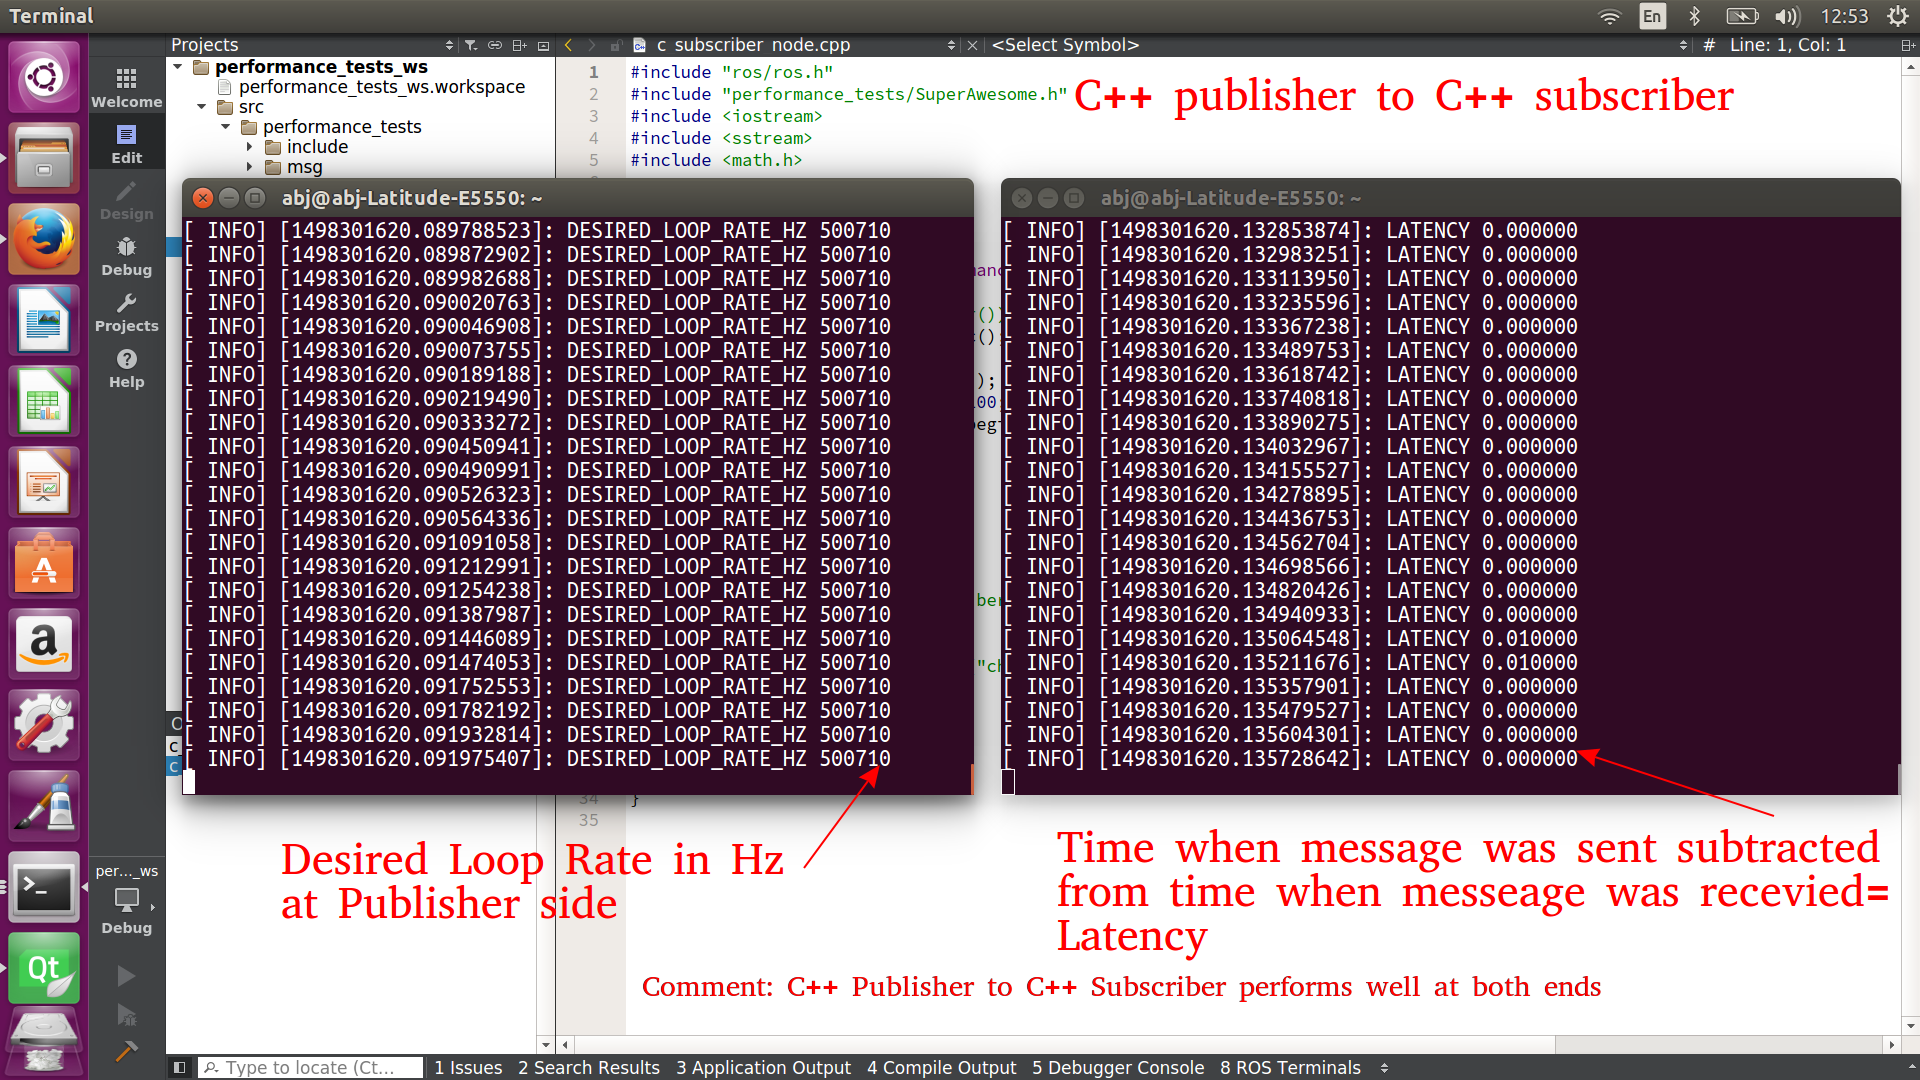 Terminal
En
12:53
Projects
c subscriber node.cpp
<Select Symbol>
#
Line: 1, Col: 1
Welcome
Edit
Design
Debug
Projects
Help
performance_tests_ws
performance_tests_ws.workspace
src
performance_tests
include
msg
1 #include "ros/ros.h"
2 #include "performance_tests/SuperAwesome.h"
3 #include <iostream>
4 #include <sstream>
5 #include <math.h>
C++ publisher to C++ subscriber
abj@abj-Latitude-E5550: ~
[ INFO] [1498301620.089788523]: DESIRED_LOOP_RATE_HZ 500710
[ INFO] [1498301620.089872902]: DESIRED_LOOP_RATE_HZ 500710
[ INFO] [1498301620.089982688]: DESIRED_LOOP_RATE_HZ 500710
[ INFO] [1498301620.090020763]: DESIRED_LOOP_RATE_HZ 500710
[ INFO] [1498301620.090046908]: DESIRED_LOOP_RATE_HZ 500710
[ INFO] [1498301620.090073755]: DESIRED_LOOP_RATE_HZ 500710
[ INFO] [1498301620.090189188]: DESIRED_LOOP_RATE_HZ 500710
[ INFO] [1498301620.090219490]: DESIRED_LOOP_RATE_HZ 500710
[ INFO] [1498301620.090333272]: DESIRED_LOOP_RATE_HZ 500710
[ INFO] [1498301620.090450941]: DESIRED_LOOP_RATE_HZ 500710
[ INFO] [1498301620.090490991]: DESIRED_LOOP_RATE_HZ 500710
[ INFO] [1498301620.090526323]: DESIRED_LOOP_RATE_HZ 500710
[ INFO] [1498301620.090564336]: DESIRED_LOOP_RATE_HZ 500710
[ INFO] [1498301620.091091058]: DESIRED_LOOP_RATE_HZ 500710
[ INFO] [1498301620.091212991]: DESIRED_LOOP_RATE_HZ 500710
[ INFO] [1498301620.091254238]: DESIRED_LOOP_RATE_HZ 500710
[ INFO] [1498301620.091387987]: DESIRED_LOOP_RATE_HZ 500710
[ INFO] [1498301620.091446089]: DESIRED_LOOP_RATE_HZ 500710
[ INFO] [1498301620.091474053]: DESIRED_LOOP_RATE_HZ 500710
[ INFO] [1498301620.091752553]: DESIRED_LOOP_RATE_HZ 500710
[ INFO] [1498301620.091782192]: DESIRED_LOOP_RATE_HZ 500710
[ INFO] [1498301620.091932814]: DESIRED_LOOP_RATE_HZ 500710
[ INFO] [1498301620.091975407]: DESIRED_LOOP_RATE_HZ 500710
abj@abj-Latitude-E5550: ~
[ INFO] [1498301620.132853874]: LATENCY 0.000000
[ INFO] [1498301620.132983251]: LATENCY 0.000000
[ INFO] [1498301620.133113950]: LATENCY 0.000000
[ INFO] [1498301620.133235596]: LATENCY 0.000000
[ INFO] [1498301620.133367238]: LATENCY 0.000000
[ INFO] [1498301620.133489753]: LATENCY 0.000000
[ INFO] [1498301620.133618742]: LATENCY 0.000000
[ INFO] [1498301620.133740818]: LATENCY 0.000000
[ INFO] [1498301620.133890275]: LATENCY 0.000000
[ INFO] [1498301620.134032967]: LATENCY 0.000000
[ INFO] [1498301620.134155527]: LATENCY 0.000000
[ INFO] [1498301620.134278895]: LATENCY 0.000000
[ INFO] [1498301620.134436753]: LATENCY 0.000000
[ INFO] [1498301620.134562704]: LATENCY 0.000000
[ INFO] [1498301620.134698566]: LATENCY 0.000000
[ INFO] [1498301620.134820426]: LATENCY 0.000000
[ INFO] [1498301620.134940933]: LATENCY 0.000000
[ INFO] [1498301620.135064548]: LATENCY 0.010000
[ INFO] [1498301620.135211676]: LATENCY 0.010000
[ INFO] [1498301620.135357901]: LATENCY 0.000000
[ INFO] [1498301620.135479527]: LATENCY 0.000000
[ INFO] [1498301620.135604301]: LATENCY 0.000000
[ INFO] [1498301620.135728642]: LATENCY 0.000000
34 }
35
Desired Loop Rate in Hz
at Publisher side
Time when message was sent subtracted
from time when messeage was recevied=
Latency
Comment: C++ Publisher to C++ Subscriber performs well at both ends
per..._ws
Debug
Qt
Type to locate (Ct...
1 Issues
2 Search Results
3 Application Output
4 Compile Output
5 Debugger Console
8 ROS Terminals